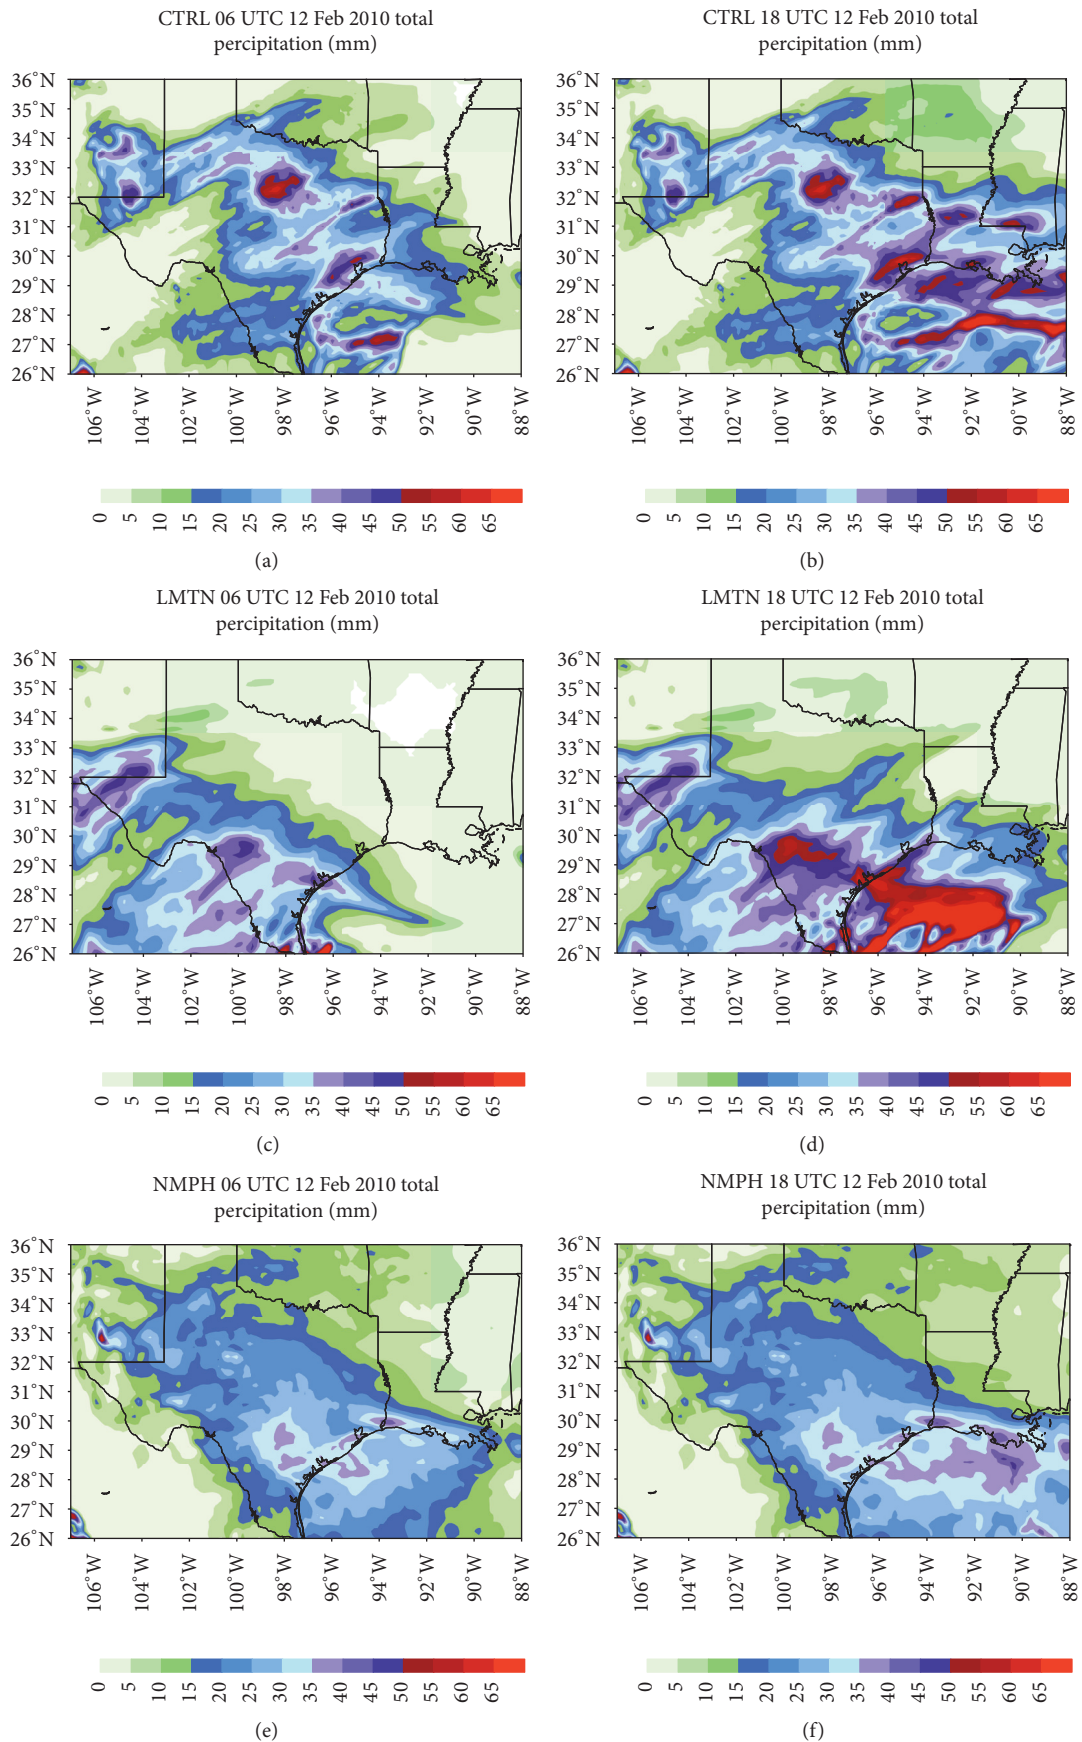 CTRL 06 UTC 12 Feb 2010 total
percipitation (mm)
36°N
35°N
34°N
33°N
32°N
31°N
30°N
29°N
28°N
27°N
26°N
106°W
104°W
102°W
100°W
98°W
96°W
94°W
92°W
90°W
88°W
0
5
10
15
20
25
30
35
40
45
50
55
60
65
(a)
CTRL 18 UTC 12 Feb 2010 total
percipitation (mm)
36°N
35°N
34°N
33°N
32°N
31°N
30°N
29°N
28°N
27°N
26°N
106°W
104°W
102°W
100°W
98°W
96°W
94°W
92°W
90°W
88°W
0
5
10
15
20
25
30
35
40
45
50
55
60
65
(b)
LMTN 06 UTC 12 Feb 2010 total
percipitation (mm)
36°N
35°N
34°N
33°N
32°N
31°N
30°N
29°N
28°N
27°N
26°N
106°W
104°W
102°W
100°W
98°W
96°W
94°W
92°W
90°W
88°W
0
5
10
15
20
25
30
35
40
45
50
55
60
65
(c)
LMTN 18 UTC 12 Feb 2010 total
percipitation (mm)
36°N
35°N
34°N
33°N
32°N
31°N
30°N
29°N
28°N
27°N
26°N
106°W
104°W
102°W
100°W
98°W
96°W
94°W
92°W
90°W
88°W
0
5
10
15
20
25
30
35
40
45
50
55
60
65
(d)
NMPH 06 UTC 12 Feb 2010 total
percipitation (mm)
36°N
35°N
34°N
33°N
32°N
31°N
30°N
29°N
28°N
27°N
26°N
106°W
104°W
102°W
100°W
98°W
96°W
94°W
92°W
90°W
88°W
0
5
10
15
20
25
30
35
40
45
50
55
60
65
(e)
NMPH 18 UTC 12 Feb 2010 total
percipitation (mm)
36°N
35°N
34°N
33°N
32°N
31°N
30°N
29°N
28°N
27°N
26°N
106°W
104°W
102°W
100°W
98°W
96°W
94°W
92°W
90°W
88°W
0
5
10
15
20
25
30
35
40
45
50
55
60
65
(f)